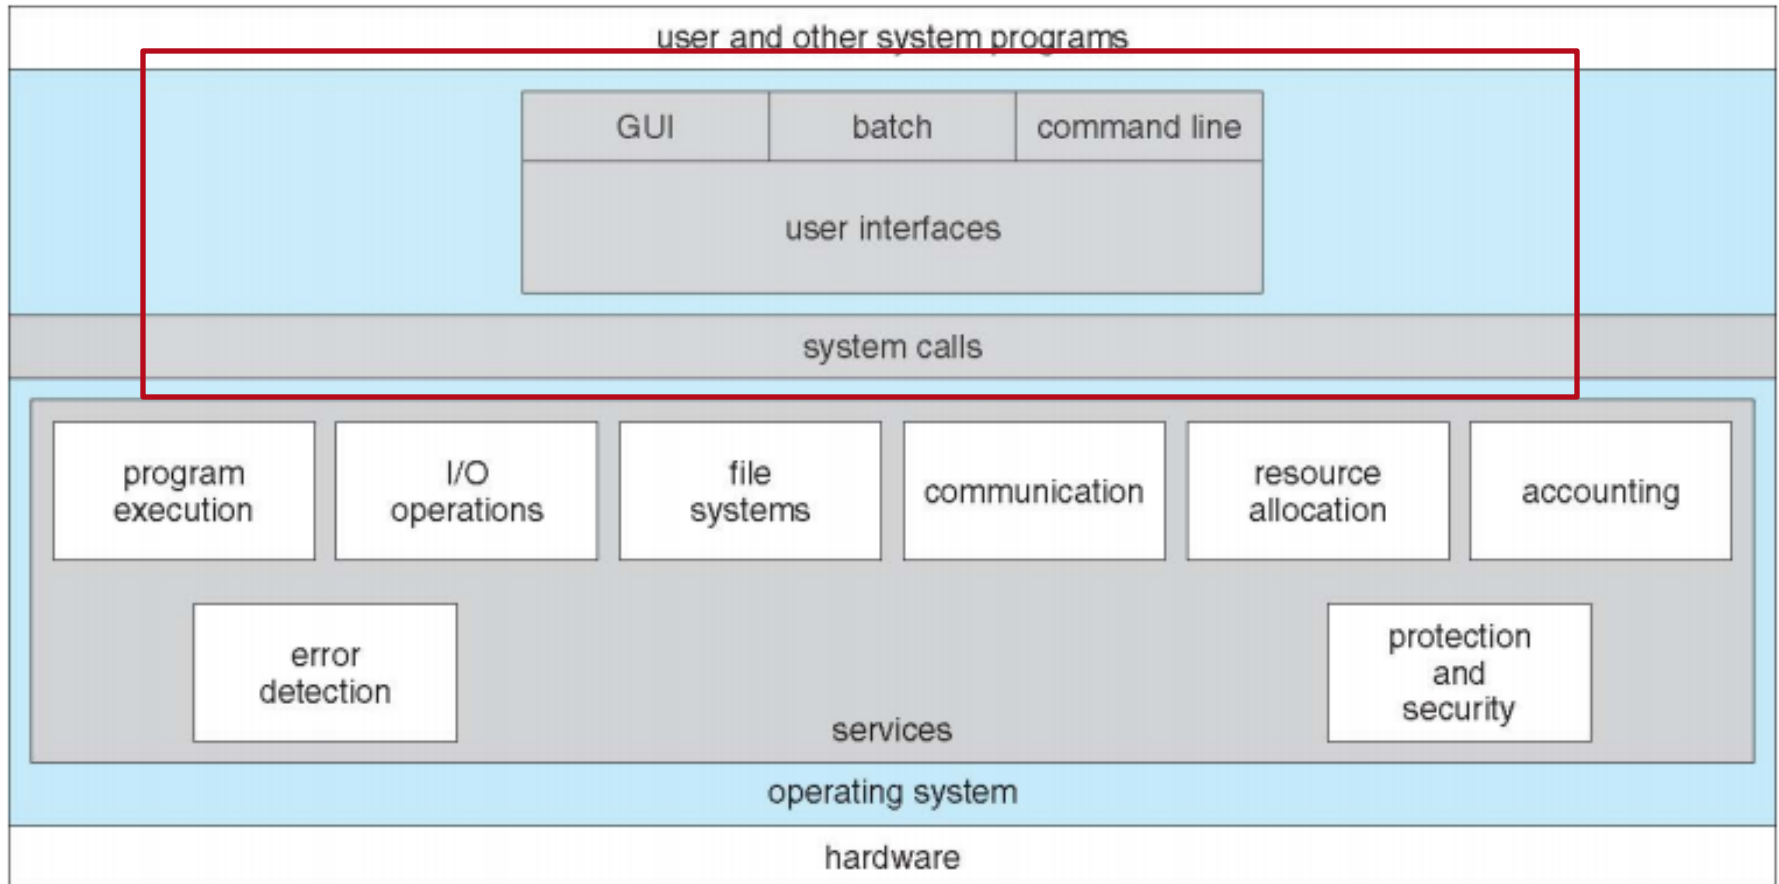 user and other system programs
GUI
batch
command line
user interfaces
system calls
program
execution
I/O
operations
file
systems
communication
resource
allocation
accounting
error
detection
protection
and
security
services
operating system
hardware